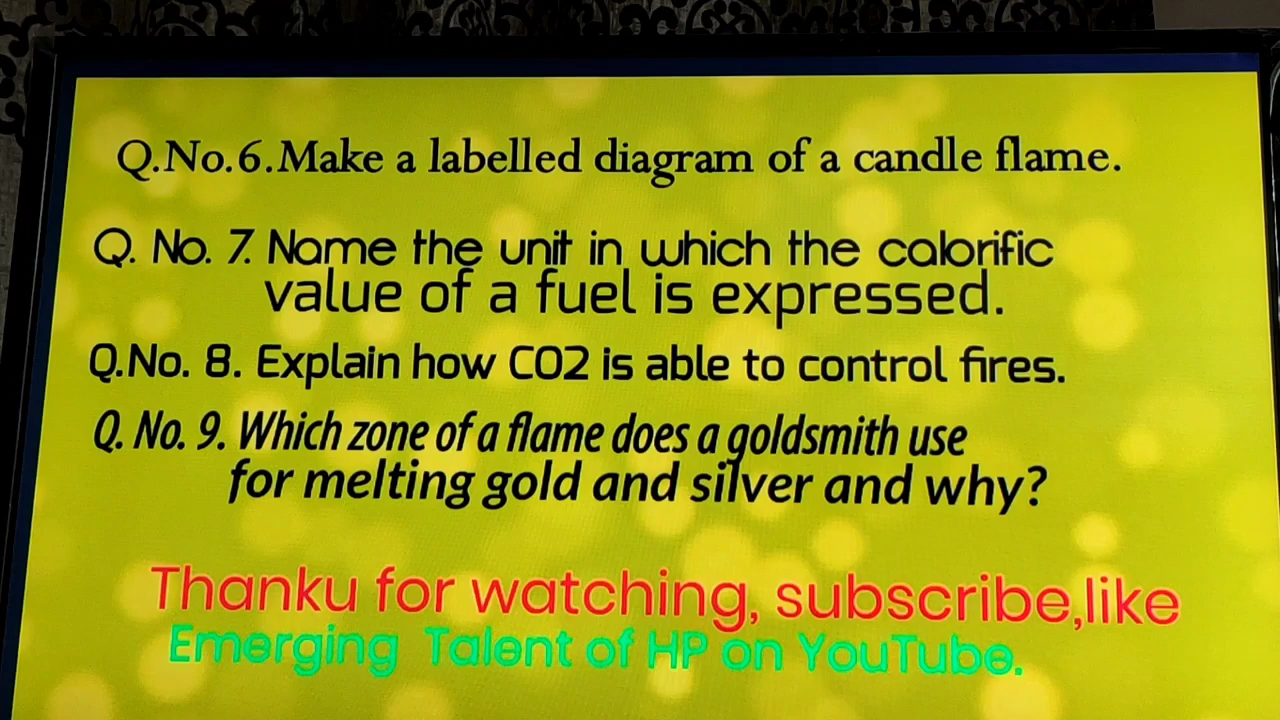 Q.No.6.Make a labelled diagram of a candle flame.
Q. No. 7. Name the unit in which the calorific
value of a fuel is expressed.
Q.No. 8. Explain how CO2 is able to control fires.
Q. No. 9. Which zone of a flame does a goldsmith use
for melting gold and silver and why?
Thanku for watching, subscribe,like
Emerging Talent of HP on YouTube.